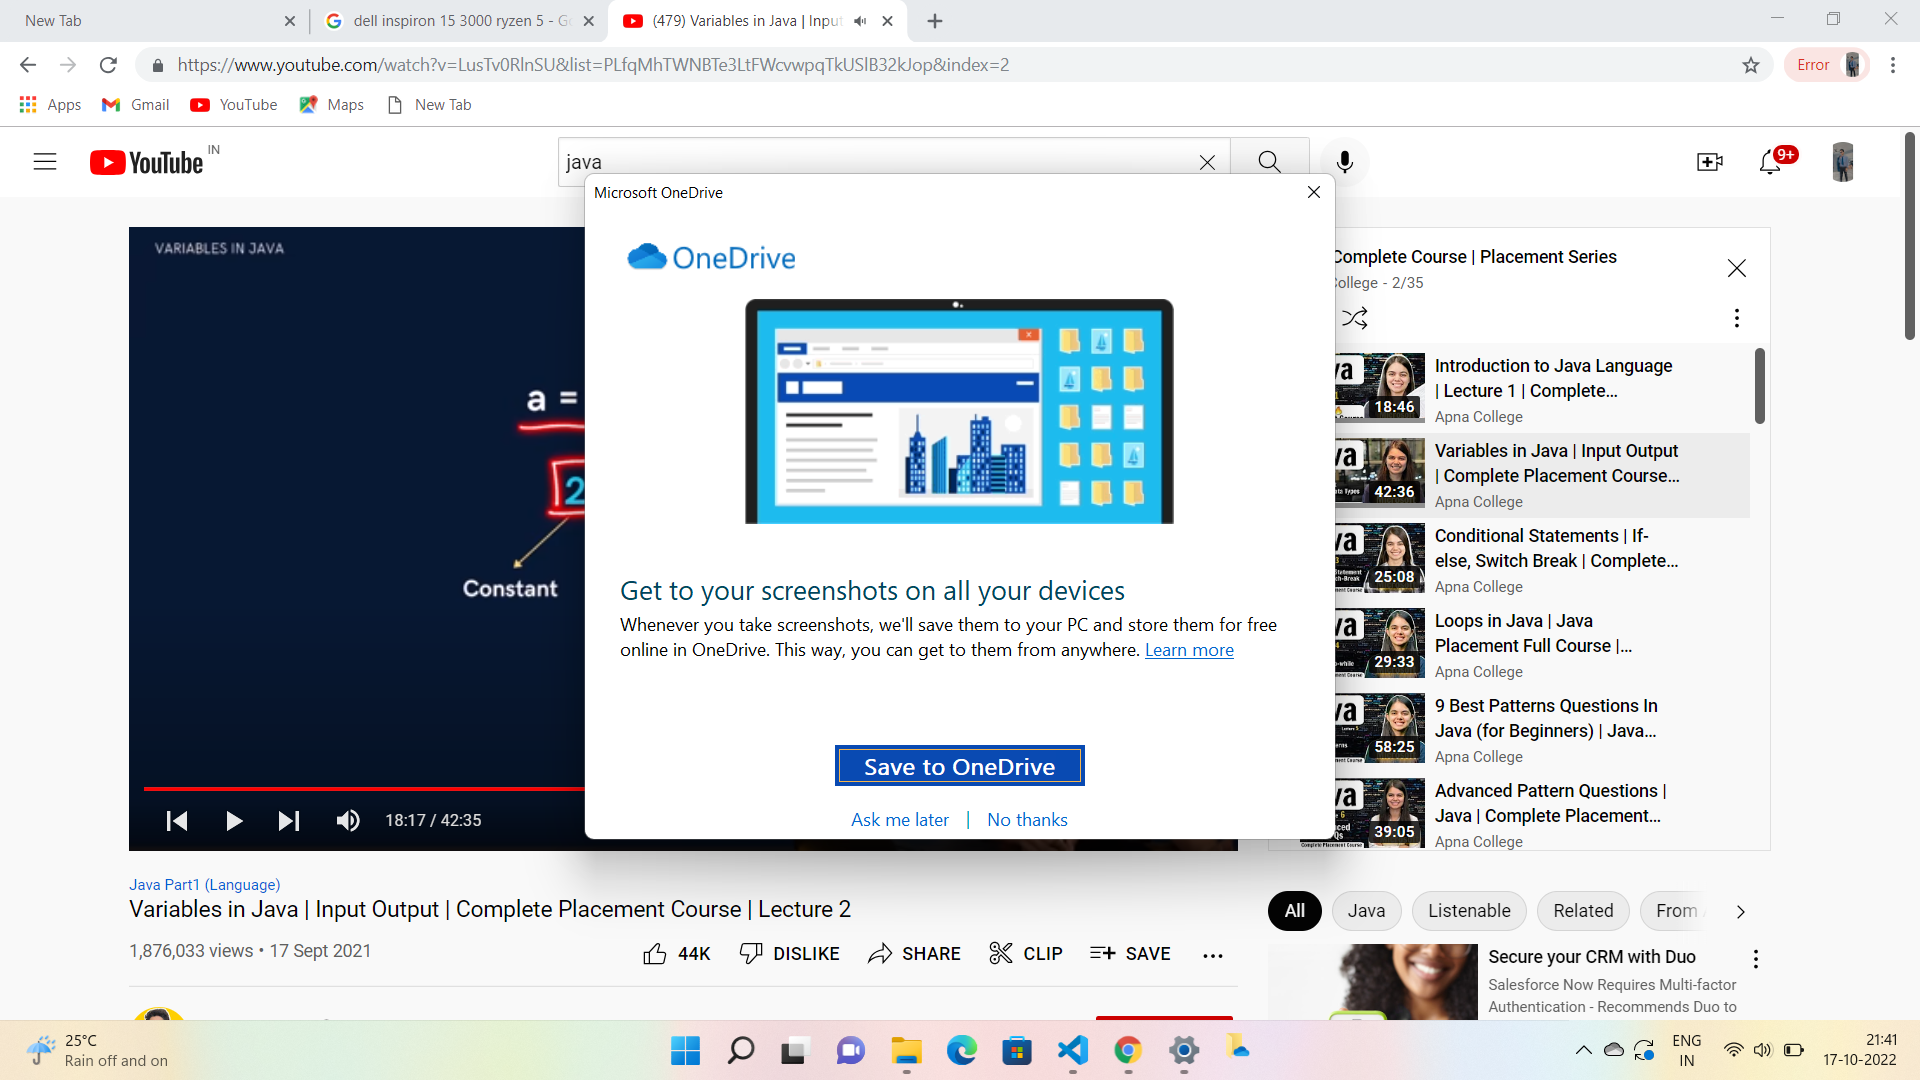 New Tab
dell inspiron 15 3000 ryzen 5 - G
(479) Variables in Java | Input
https://www.youtube.com/watch?v=LusTv0RlnSU&list=PLfqMhTWNBTe3LtFWcvwpqTkUSlB32kJop&index=2
Error
Apps
Gmail
YouTube
Maps
New Tab
YouTube IN
java
9+
VARIABLES IN JAVA
a =
2
Constant
18:17 / 42:35
Microsoft OneDrive
OneDrive
Get to your screenshots on all your devices
Whenever you take screenshots, we'll save them to your PC and store them for free
online in OneDrive. This way, you can get to them from anywhere. Learn more
Save to OneDrive
Ask me later | No thanks
Complete Course | Placement Series
College - 2/35
18:46
Introduction to Java Language
| Lecture 1 | Complete...
Apna College
42:36
Variables in Java | Input Output
| Complete Placement Course...
Apna College
25:08
Conditional Statements | If-
else, Switch Break | Complete...
Apna College
29:33
Loops in Java | Java
Placement Full Course |...
Apna College
58:25
9 Best Patterns Questions In
Java (for Beginners) | Java...
Apna College
39:05
Advanced Pattern Questions |
Java | Complete Placement...
Apna College
Java Part1 (Language)
Variables in Java | Input Output | Complete Placement Course | Lecture 2
1,876,033 views • 17 Sept 2021
44K
DISLIKE
SHARE
CLIP
SAVE
All
Java
Listenable
Related
From
Secure your CRM with Duo
Salesforce Now Requires Multi-factor
Authentication - Recommends Duo to
25°C
Rain off and on
ENG
IN
21:41
17-10-2022